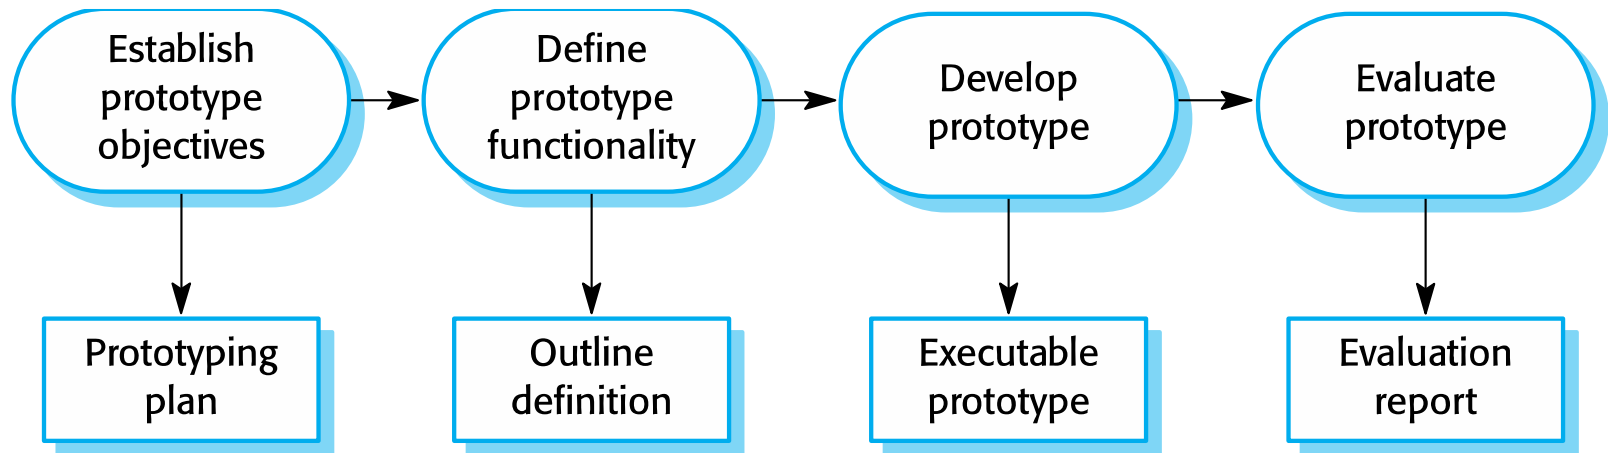 Establish
prototype
objectives
Define
prototype
functionality
Develop
prototype
Evaluate
prototype
Prototyping
plan
Outline
definition
Executable
prototype
Evaluation
report